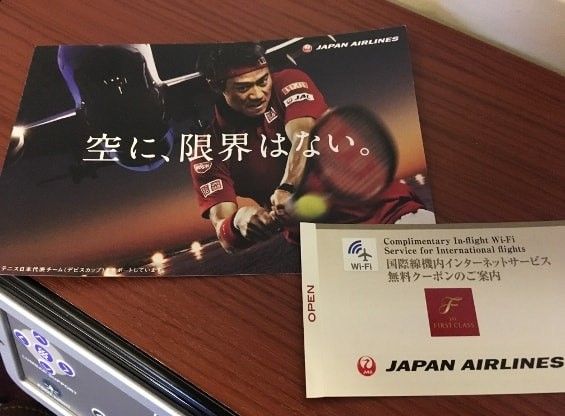 JAPAN AIRLINES
JAL
空に、限界はない。
テニス日本代表チーム(デビスカップ)をサポートしています。
Complimentary In-flight Wi-Fi
Service for International flights
Wi-Fi
国際線機内インターネットサービス
無料クーポンのご案内
OPEN
F
JAL
FIRST CLASS
JAL
JAPAN AIRLINES